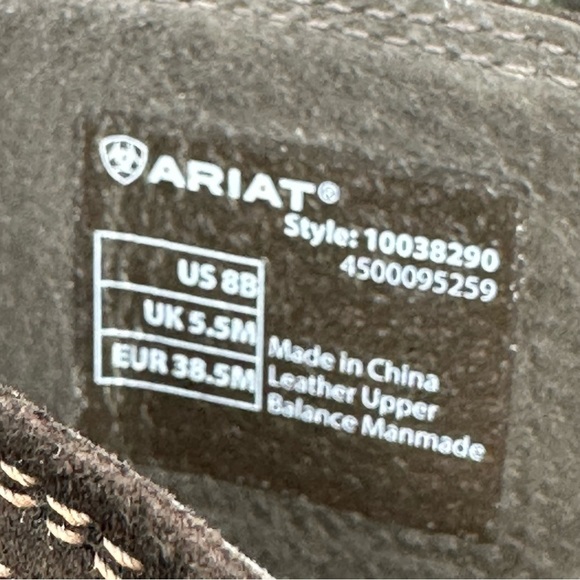 ARIAT®
Style: 10038290
4500095259
US 8B
UK 5.5M
EUR 38.5M
Made in China
Leather Upper
Balance Manmade